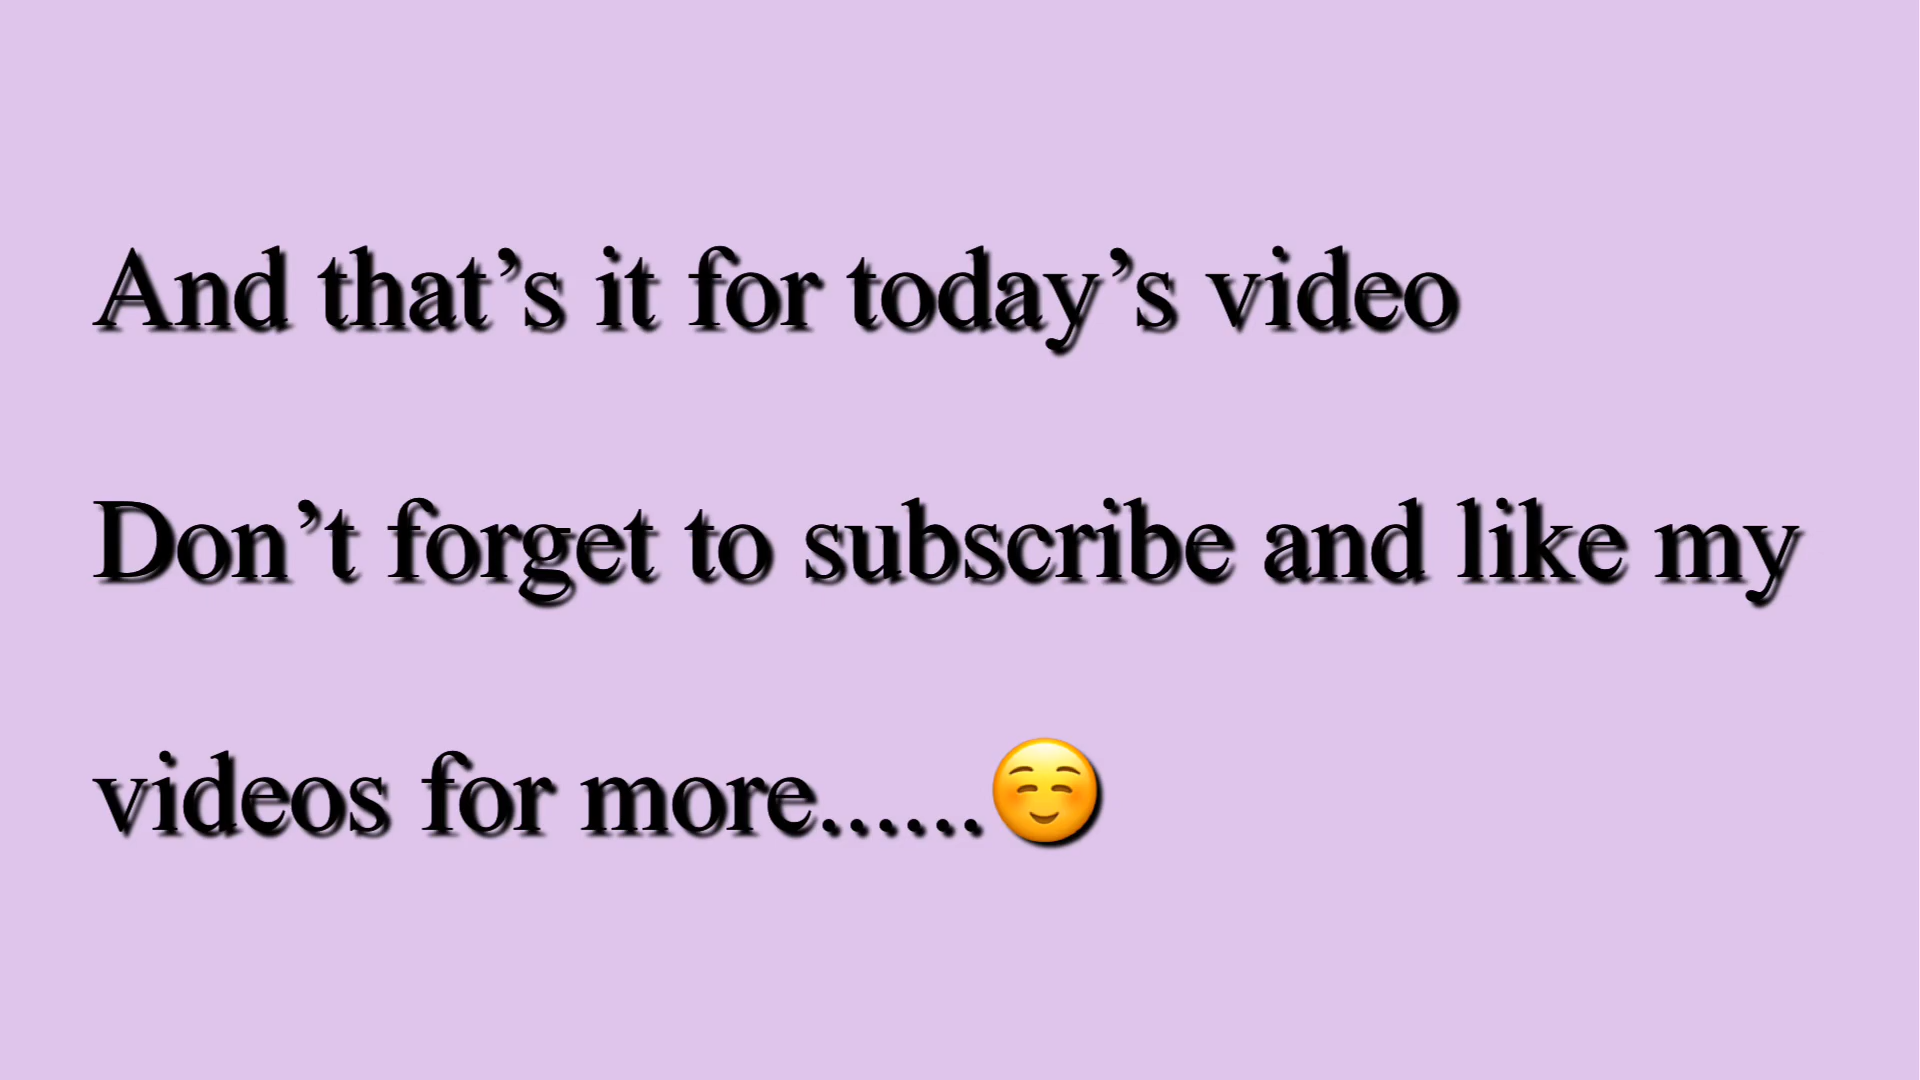 And that’s it for today’s video
Don’t forget to subscribe and like my
videos for more......☺️